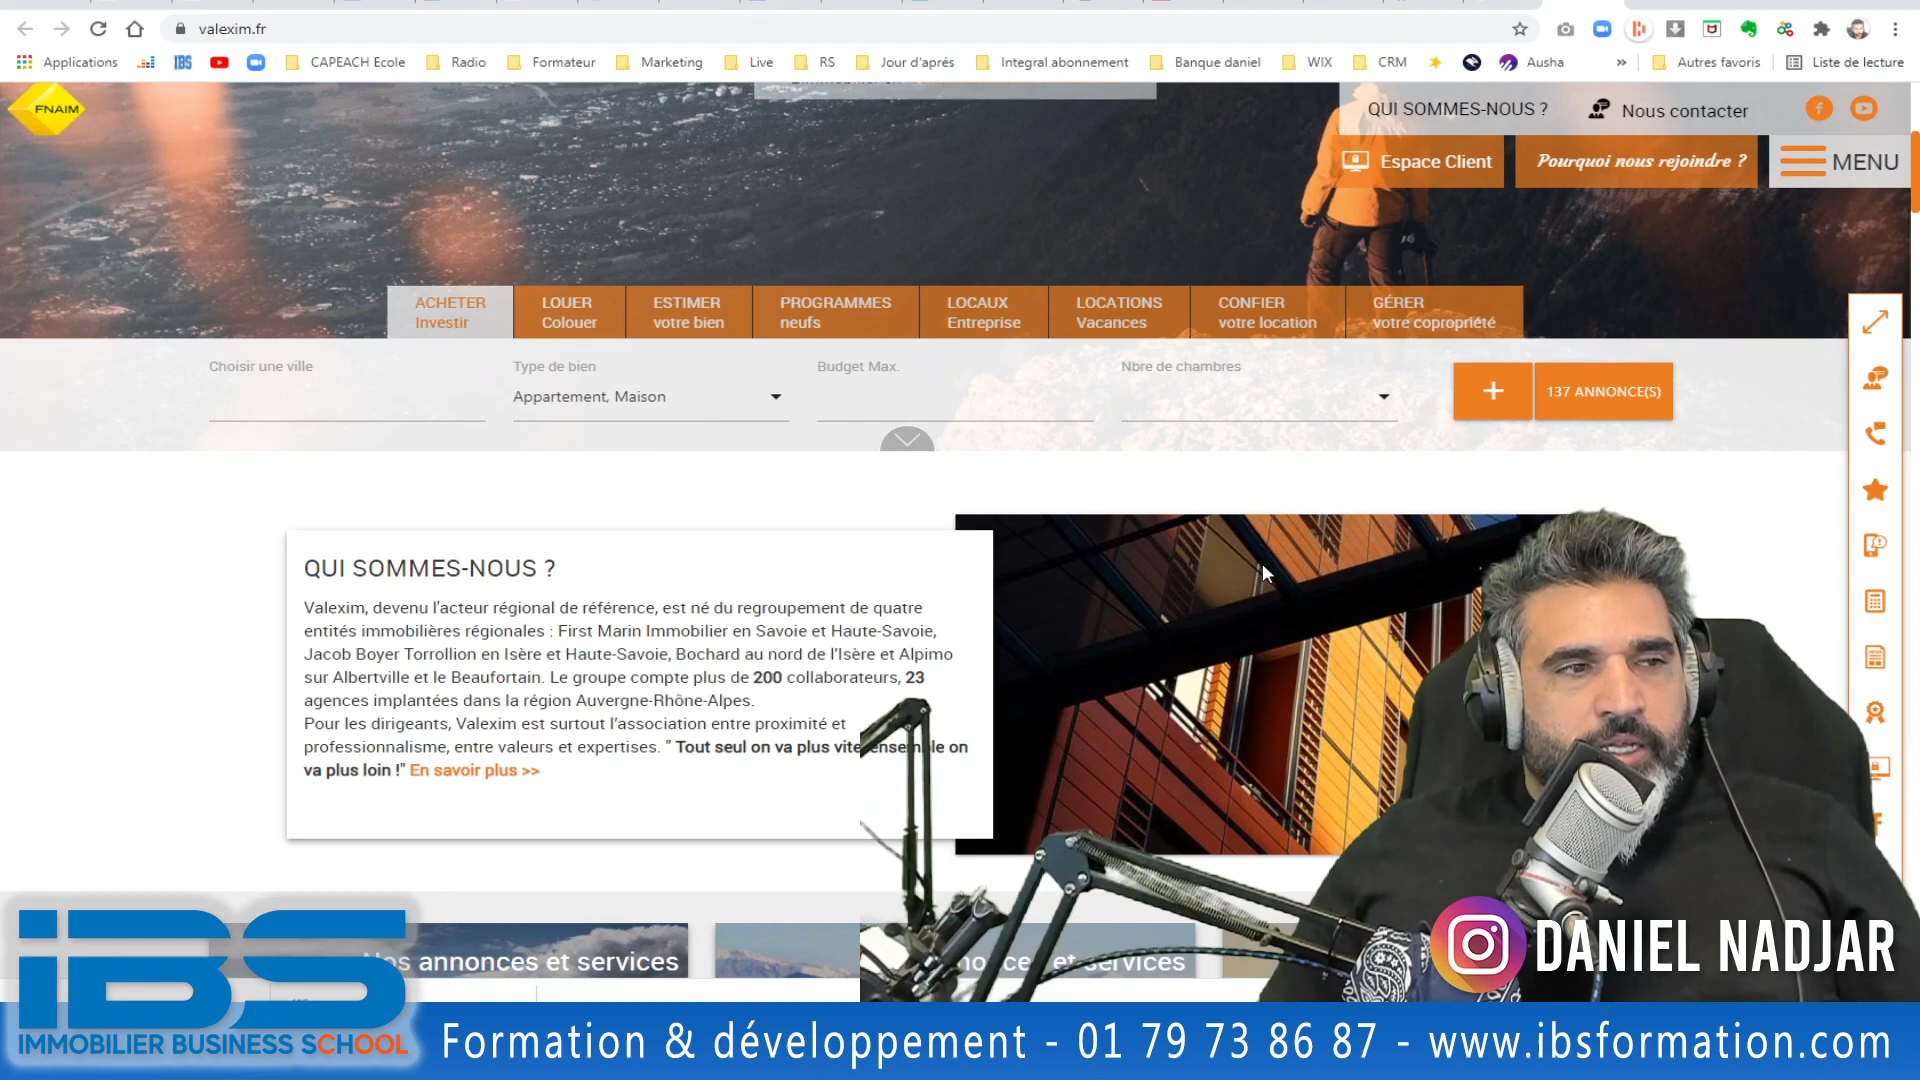 valexim.fr
Applications
IBS
CAPEACH Ecole
Radio
Formateur
Marketing
Live
RS
Jour d'aprés
Integral abonnement
Banque daniel
WIX
CRM
Ausha
»
Autres favoris
Liste de lecture
FNAIM
QUI SOMMES-NOUS ?
Nous contacter
Espace Client
Pourquoi nous rejoindre ?
MENU
ACHETER
Investir
LOUER
Colouer
ESTIMER
votre bien
PROGRAMMES
neufs
LOCAUX
Entreprise
LOCATIONS
Vacances
CONFIER
votre location
GÉRER
votre copropriété
Choisir une ville
Type de bien
Appartement, Maison
Budget Max.
Nbre de chambres
+
137 ANNONCE(S)
QUI SOMMES-NOUS ?
Valexim, devenu l'acteur régional de référence, est né du regroupement de quatre
entités immobilières régionales : First Marin Immobilier en Savoie et Haute-Savoie,
Jacob Boyer Torrollion en Isère et Haute-Savoie, Bochard au nord de l'Isère et Alpimo
sur Albertville et le Beaufortain. Le groupe compte plus de 200 collaborateurs, 23
agences implantées dans la région Auvergne-Rhône-Alpes.
Pour les dirigeants, Valexim est surtout l'association entre proximité et
professionnalisme, entre valeurs et expertises. " Tout seul on va plus vite, ensemble on
va plus loin !" En savoir plus >>
Nos annonces et services
annonces et services
iBS
IMMOBILIER BUSINESS SCHOOL
DANIEL NADJAR
Formation & développement - 01 79 73 86 87 - www.ibsformation.com